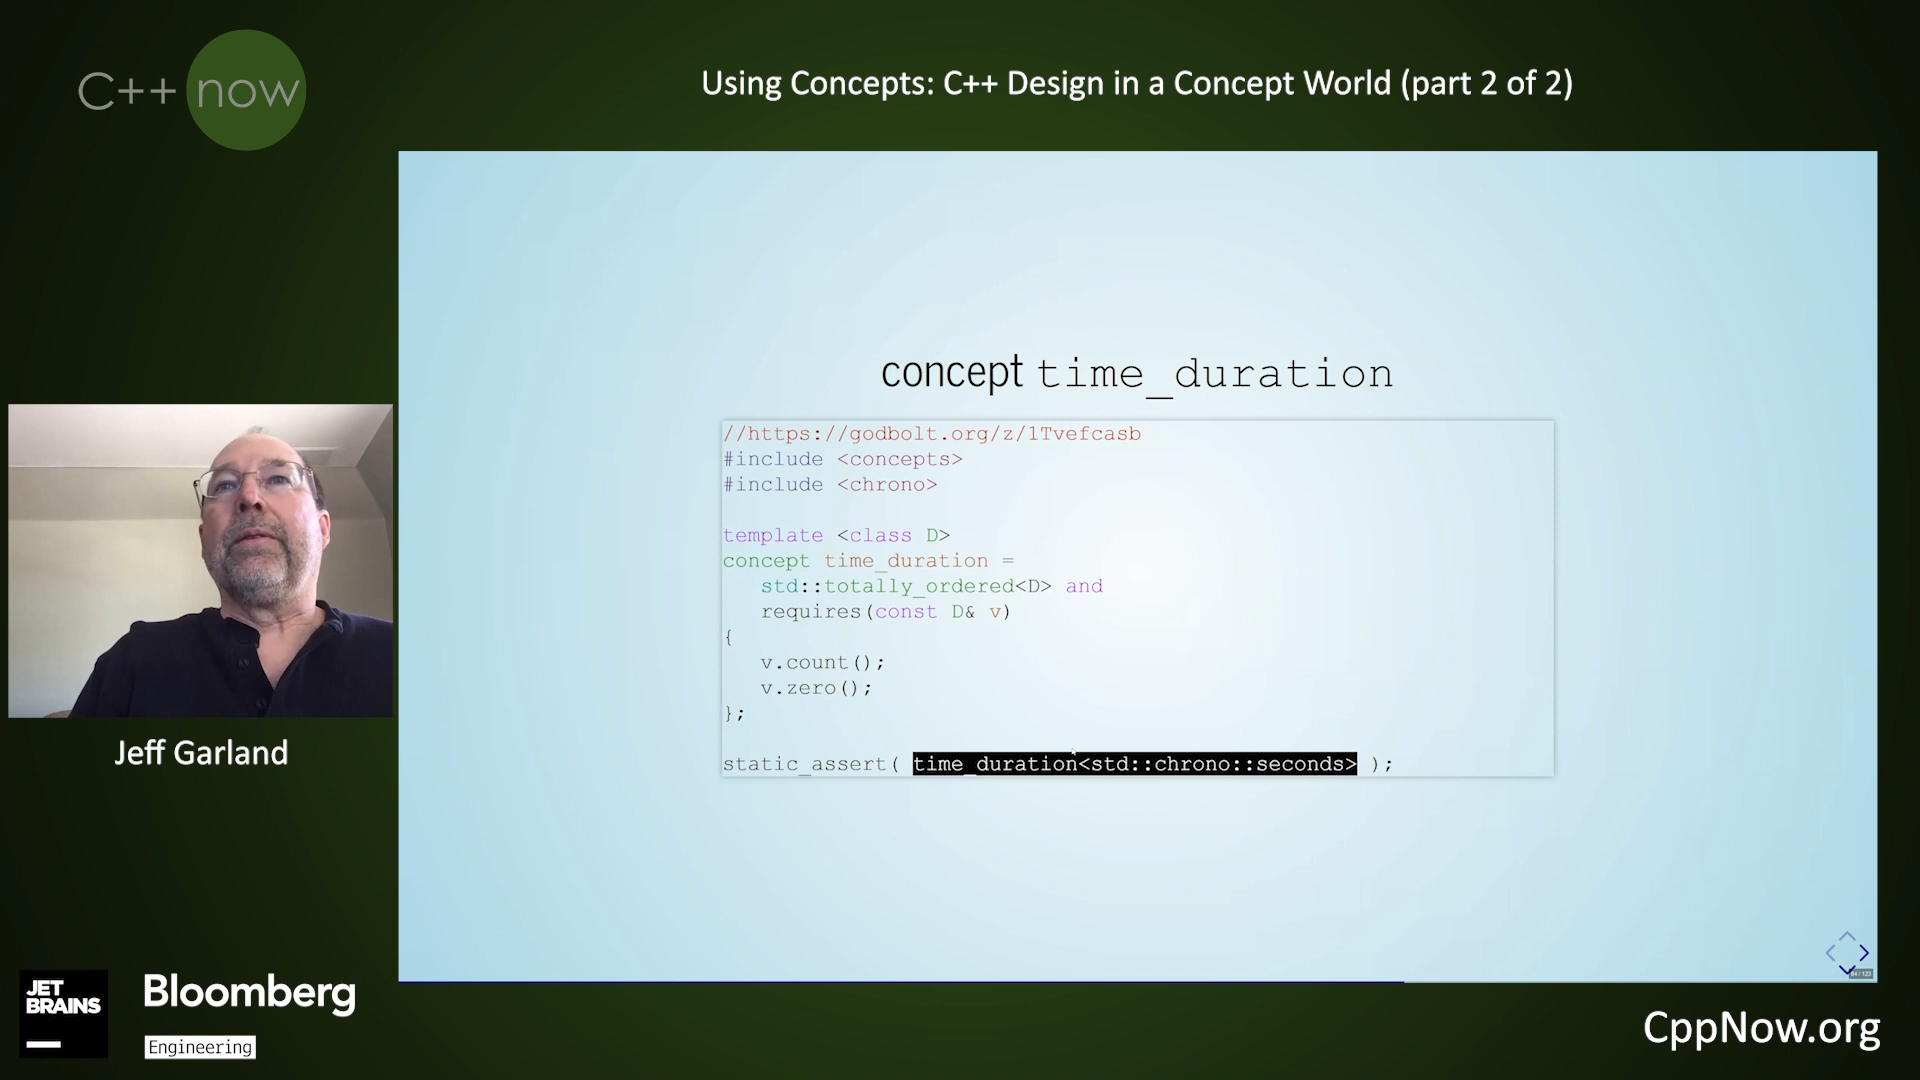 C++ now
Using Concepts: C++ Design in a Concept World (part 2 of 2)
concept time_duration
//https://godbolt.org/z/1Tvefcasb
#include <concepts>
#include <chrono>
template <class D>
concept time_duration =
std::totally_ordered<D> and
requires(const D& v)
{
v.count();
v.zero();
};
static_assert( time_duration<std::chrono::seconds> );
Jeff Garland
JET
BRAINS
Bloomberg
Engineering
84 / 123
CppNow.org